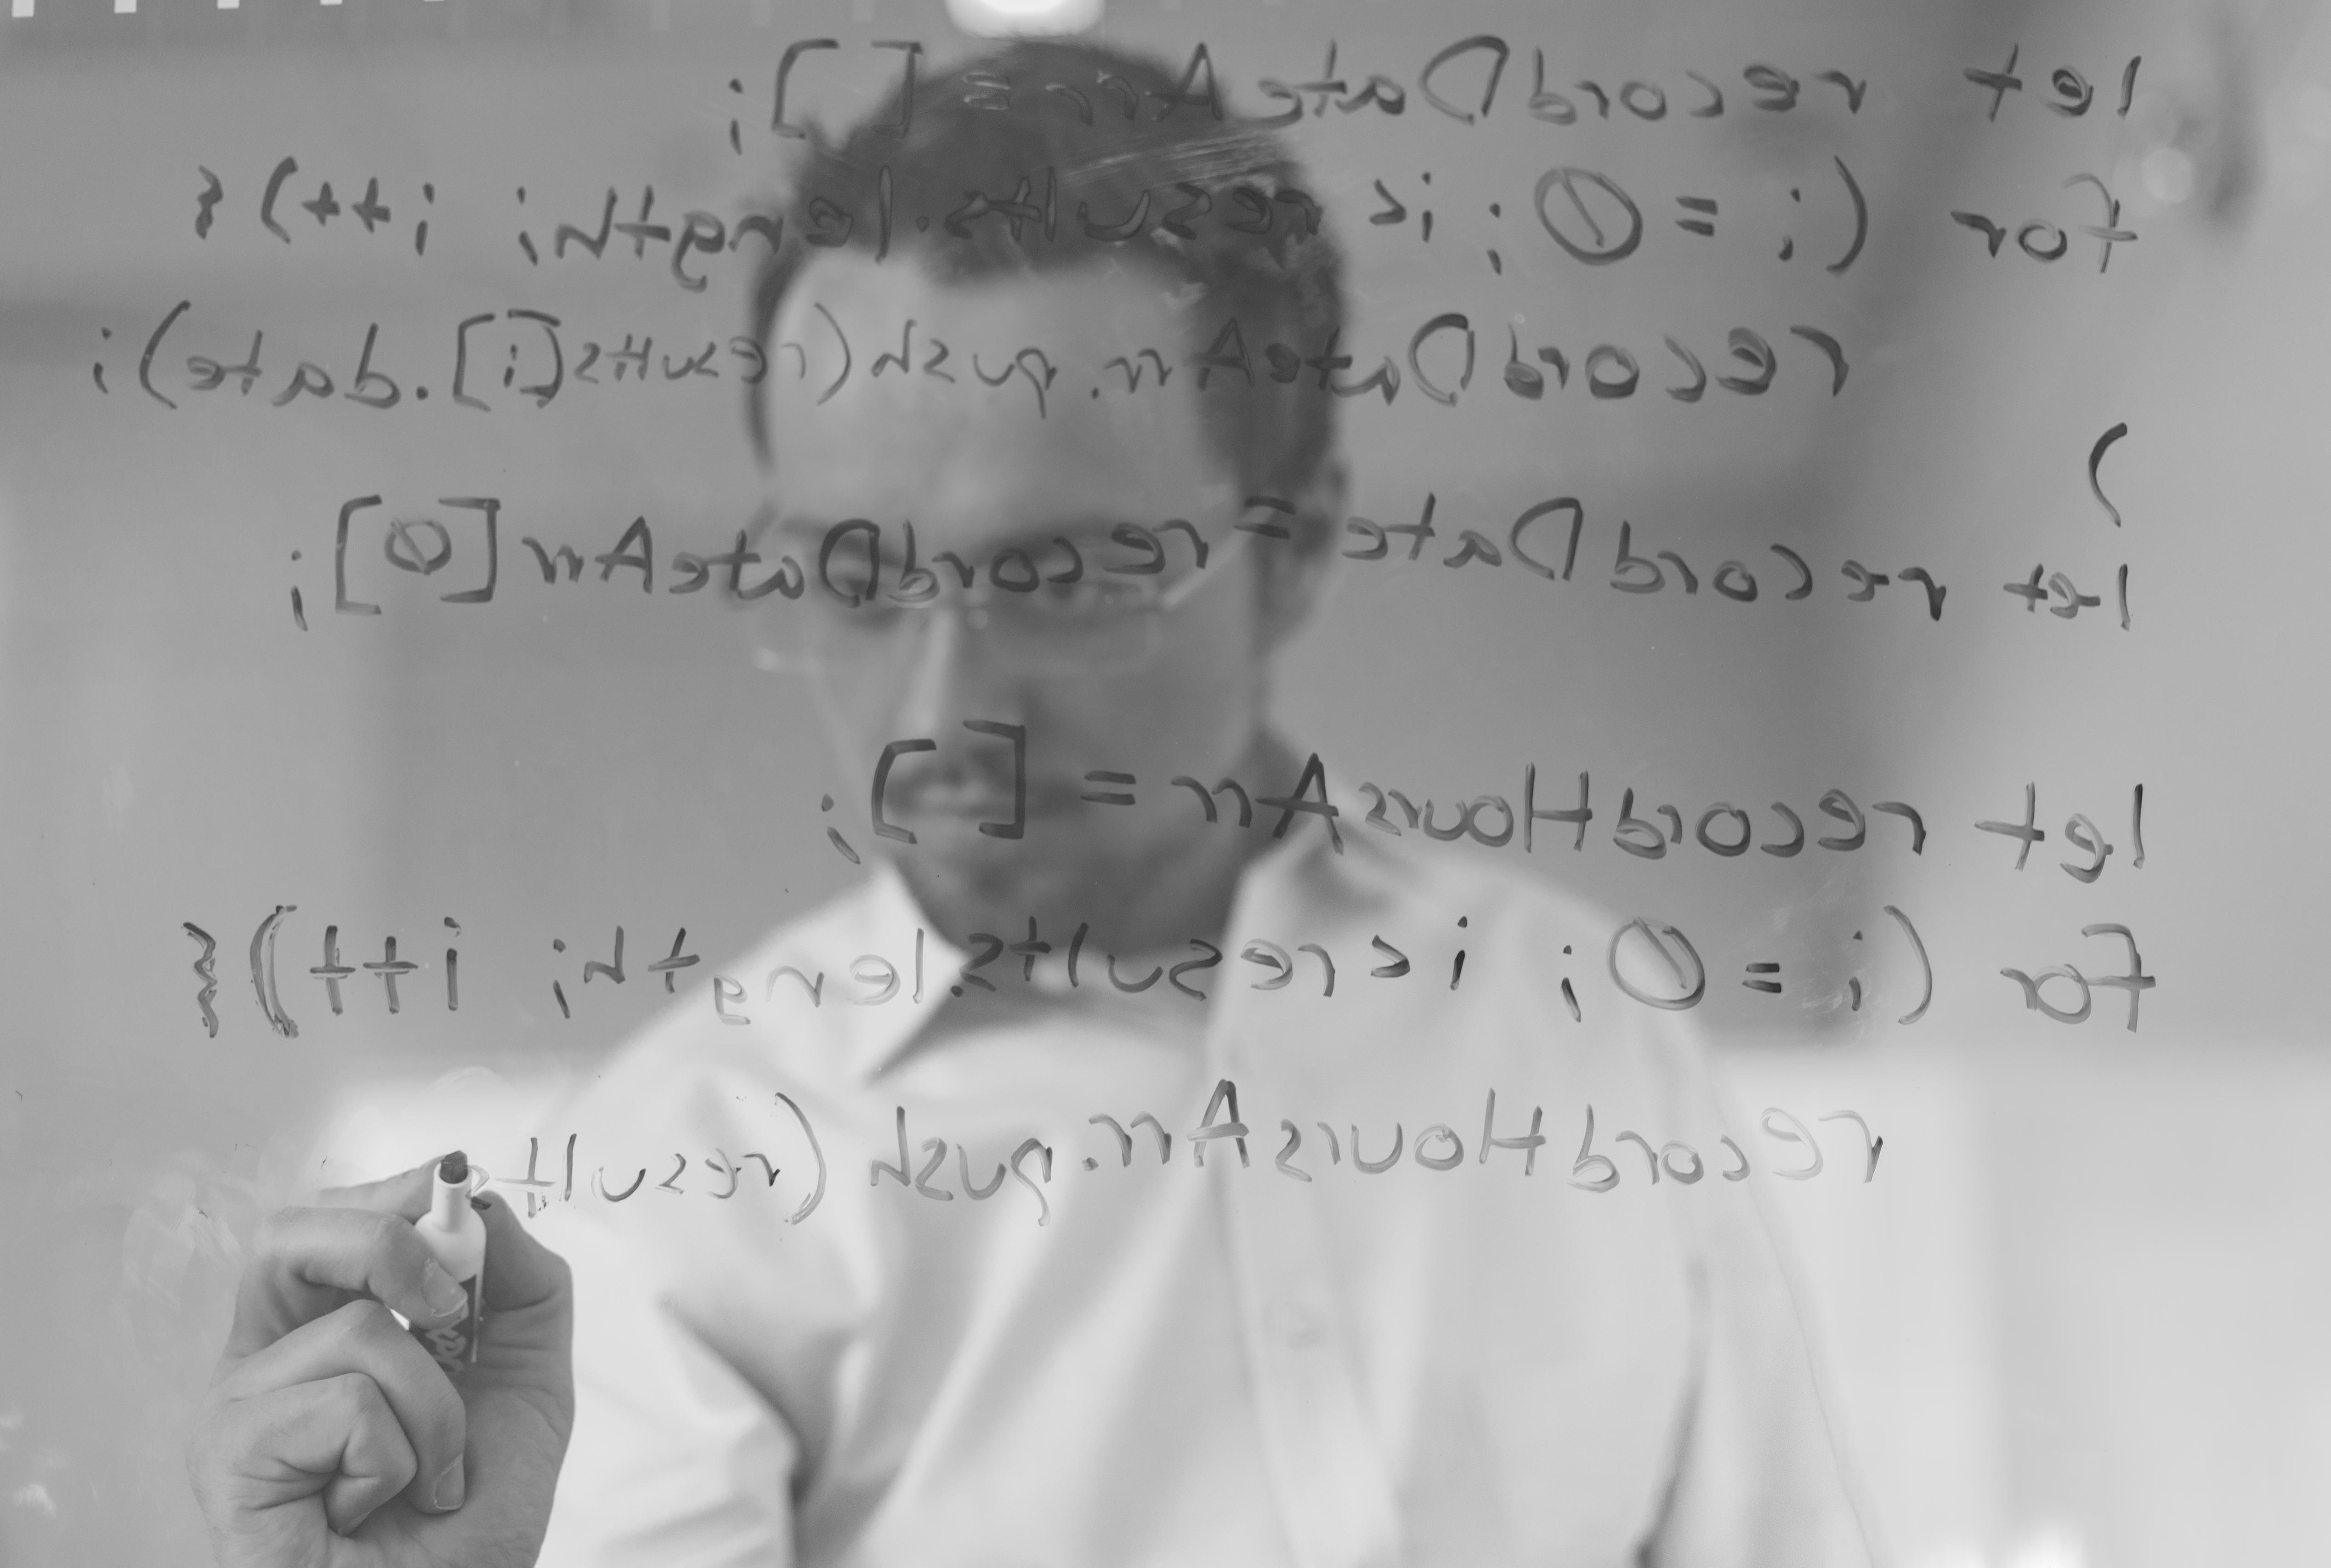 let recordDateArr = [ ];
for (i = 0; i<results.length; i++){
recordDateArr.push(results[i].date);
)
let recordDate = recordDateArr[0];
let recordHoursArr = [ ];
for (i = 0; i<results.length; i++){
recordHoursArr.push(results